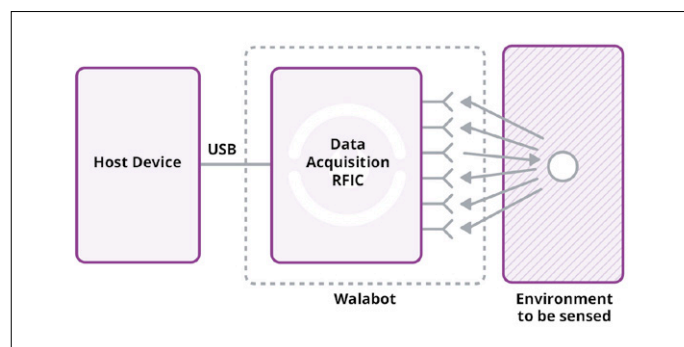 Host Device
USB
Data
Acquisition
RFIC
Walabot
Environment
to be sensed